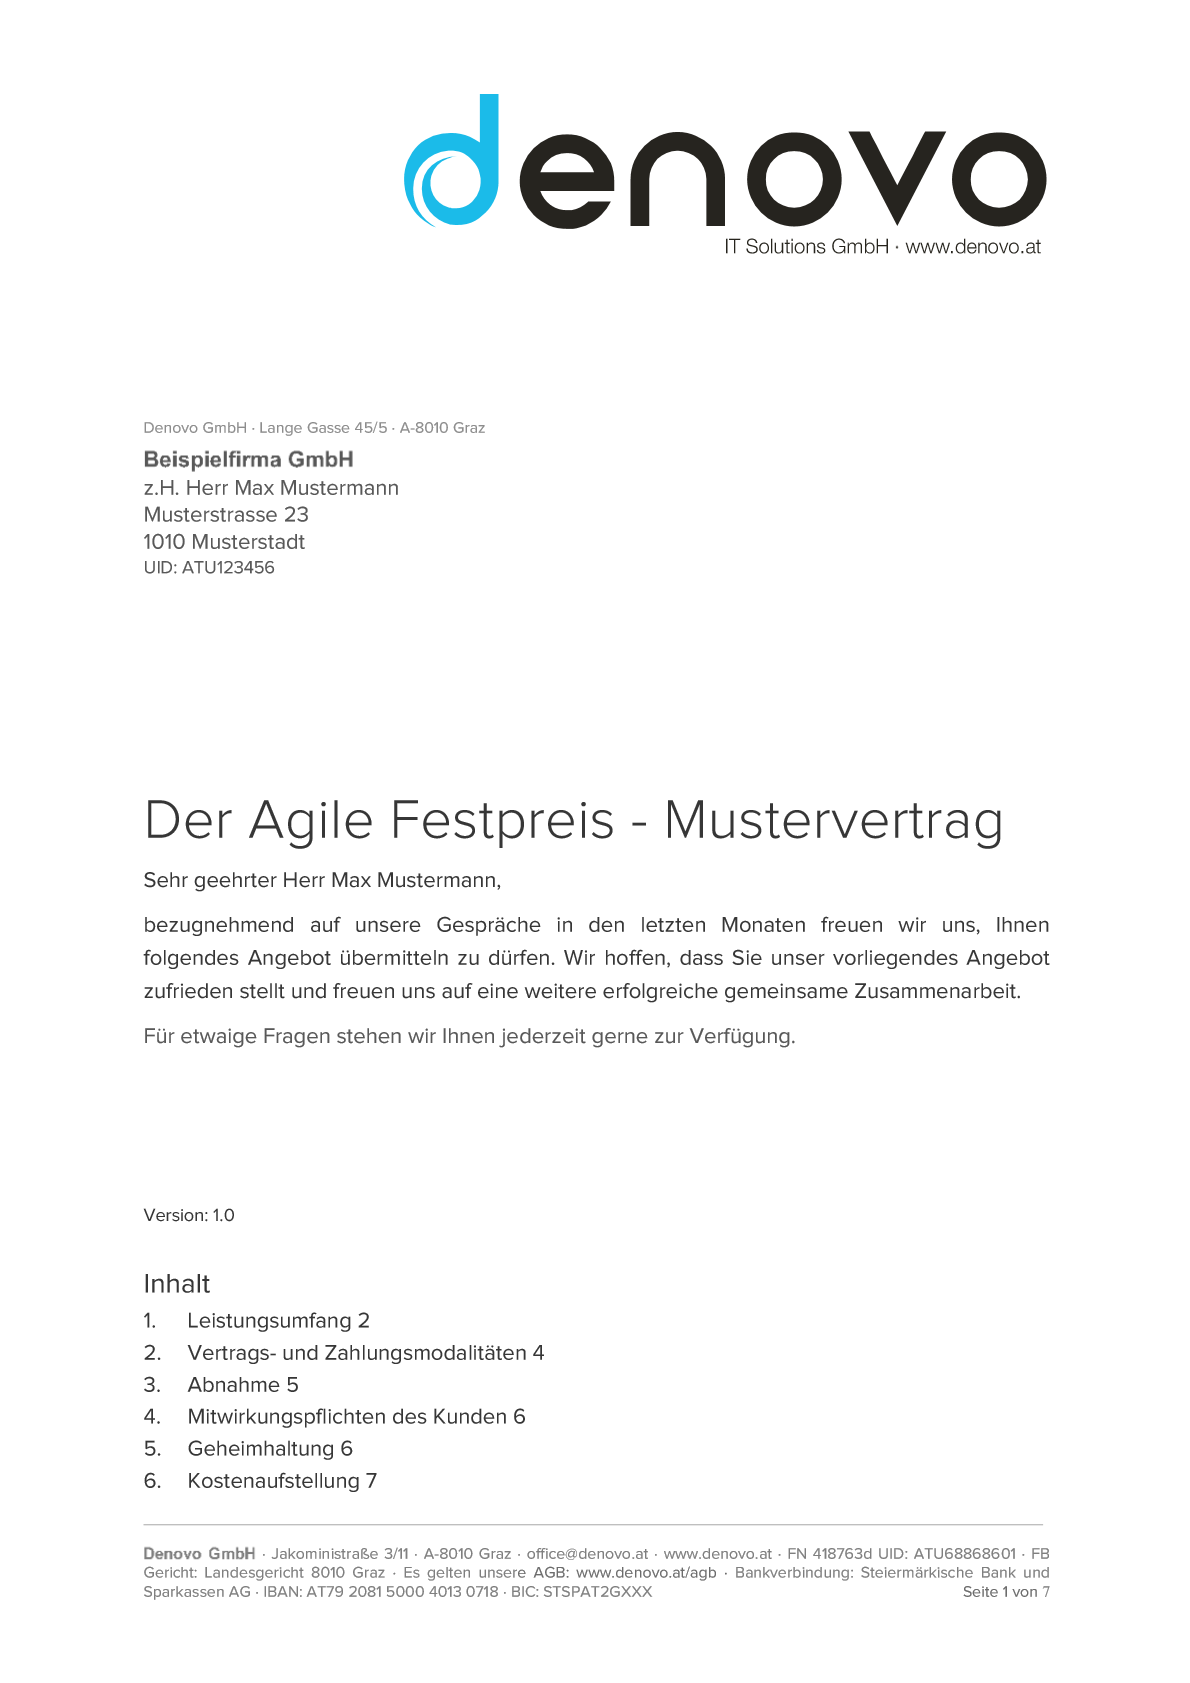 denovo
IT Solutions GmbH · www.denovo.at
Denovo GmbH · Lange Gasse 45/5 · A-8010 Graz
Beispielfirma GmbH
z.H. Herr Max Mustermann
Musterstrasse 23
1010 Musterstadt
UID: ATU123456
Der Agile Festpreis - Mustervertrag
Sehr geehrter Herr Max Mustermann,
bezugnehmend auf unsere Gespräche in den letzten Monaten freuen wir uns, Ihnen
folgendes Angebot übermitteln zu dürfen. Wir hoffen, dass Sie unser vorliegendes Angebot
zufrieden stellt und freuen uns auf eine weitere erfolgreiche gemeinsame Zusammenarbeit.
Für etwaige Fragen stehen wir Ihnen jederzeit gerne zur Verfügung.
Version: 1.0
Inhalt
1. Leistungsumfang 2
2. Vertrags- und Zahlungsmodalitäten 4
3. Abnahme 5
4. Mitwirkungspflichten des Kunden 6
5. Geheimhaltung 6
6. Kostenaufstellung 7
Denovo GmbH · Jakoministraße 3/11 · A-8010 Graz · office@denovo.at · www.denovo.at · FN 418763d UID: ATU68868601 · FB
Gericht: Landesgericht 8010 Graz · Es gelten unsere AGB: www.denovo.at/agb · Bankverbindung: Steiermärkische Bank und
Sparkassen AG · IBAN: AT79 2081 5000 4013 0718 · BIC: STSPAT2GXXX Seite 1 von 7